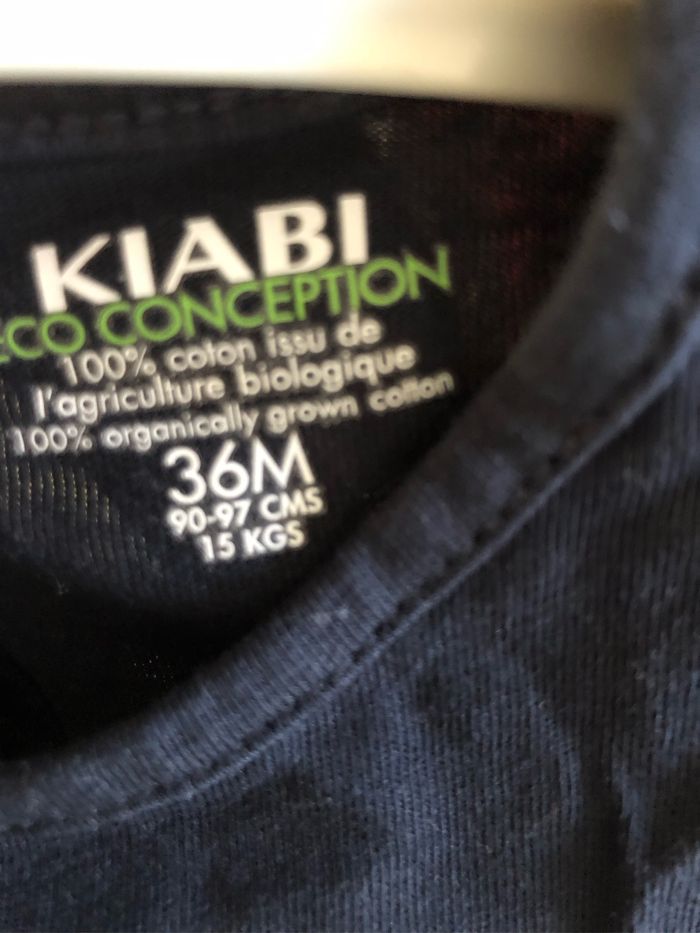 KIABI
ECO CONCEPTION
100% coton issu de
l'agriculture biologique
100% organically grown cotton
36M
90-97 CMS
15 KGS